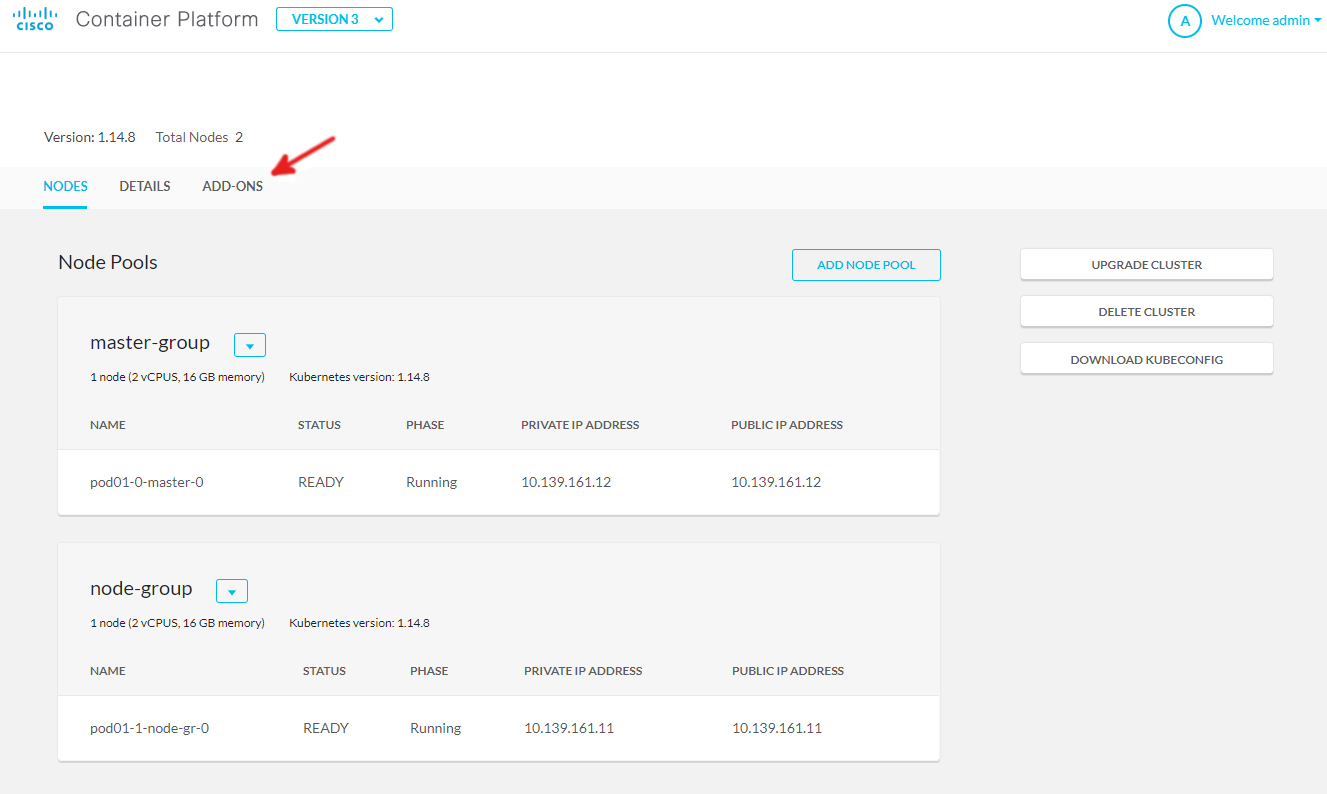 CISCO Container Platform VERSION 3 A Welcome admin
Version: 1.14.8 Total Nodes 2
NODES DETAILS ADD-ONS
Node Pools ADD NODE POOL UPGRADE CLUSTER
DELETE CLUSTER
master-group
DOWNLOAD KUBECONFIG
1 node (2 vCPUS, 16 GB memory) Kubernetes version: 1.14.8
NAME STATUS PHASE PRIVATE IP ADDRESS PUBLIC IP ADDRESS
pod01-0-master-0 READY Running 10.139.161.12 10.139.161.12
node-group
1 node (2 vCPUS, 16 GB memory) Kubernetes version: 1.14.8
NAME STATUS PHASE PRIVATE IP ADDRESS PUBLIC IP ADDRESS
pod01-1-node-gr-0 READY Running 10.139.161.11 10.139.161.11